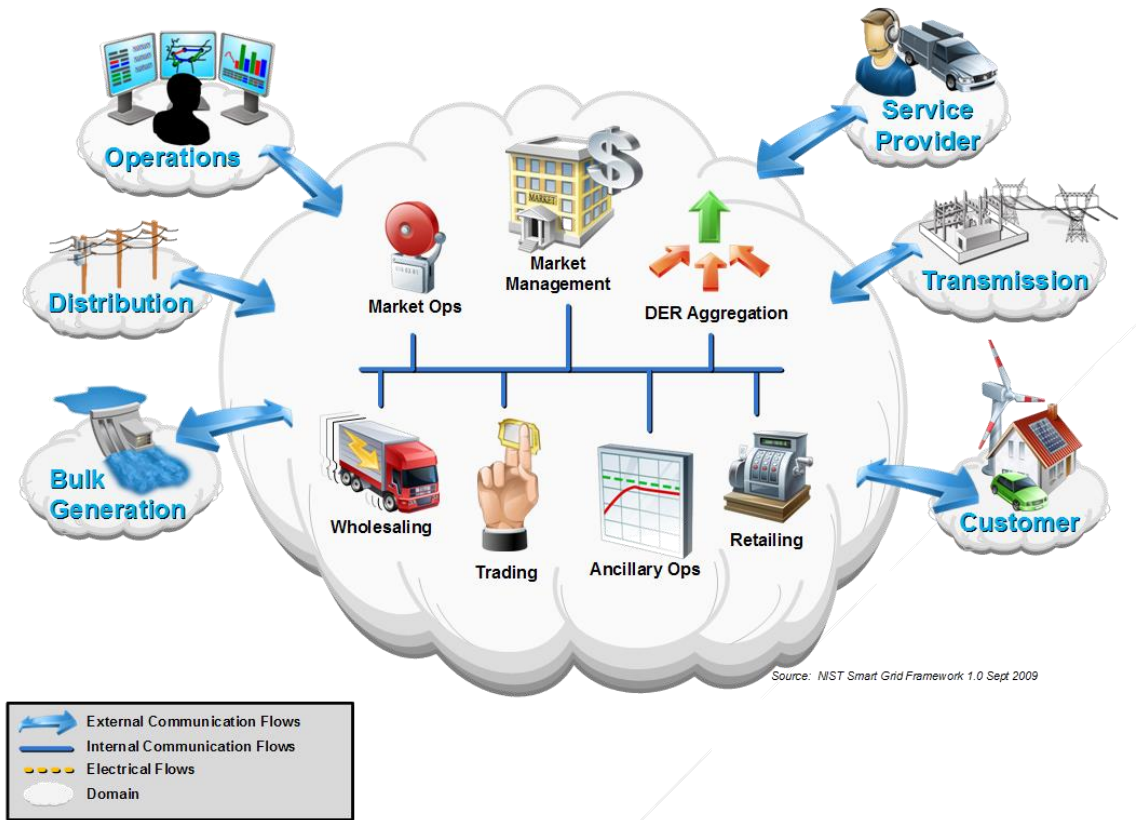 Operations
Service
Provider
MARKET
$
Market
Management
Market Ops
DER Aggregation
Distribution
Transmission
Bulk
Generation
Wholesaling
Trading
Ancillary Ops
Retailing
Customer
Source: NIST Smart Grid Framework 1.0 Sept 2009
External Communication Flows
Internal Communication Flows
Electrical Flows
Domain